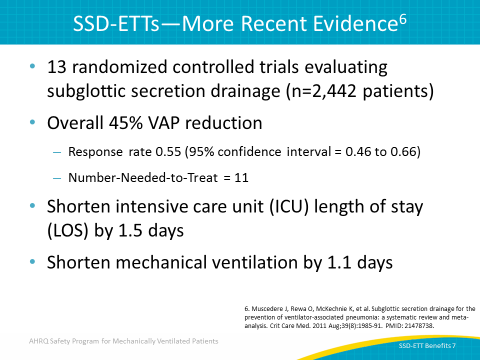 SSD-ETTs—More Recent Evidence6
• 13 randomized controlled trials evaluating
subglottic secretion drainage (n=2,442 patients)
• Overall 45% VAP reduction
– Response rate 0.55 (95% confidence interval = 0.46 to 0.66)
– Number-Needed-to-Treat = 11
• Shorten intensive care unit (ICU) length of stay
(LOS) by 1.5 days
• Shorten mechanical ventilation by 1.1 days
6. Muscedere J, Rewa O, McKechnie K, et al. Subglottic secretion drainage for the
prevention of ventilator-associated pneumonia: a systematic review and meta-
analysis. Crit Care Med. 2011 Aug;39(8):1985-91. PMID: 21478738.
AHRQ Safety Program for Mechanically Ventilated Patients
SSD-ETT Benefits 7